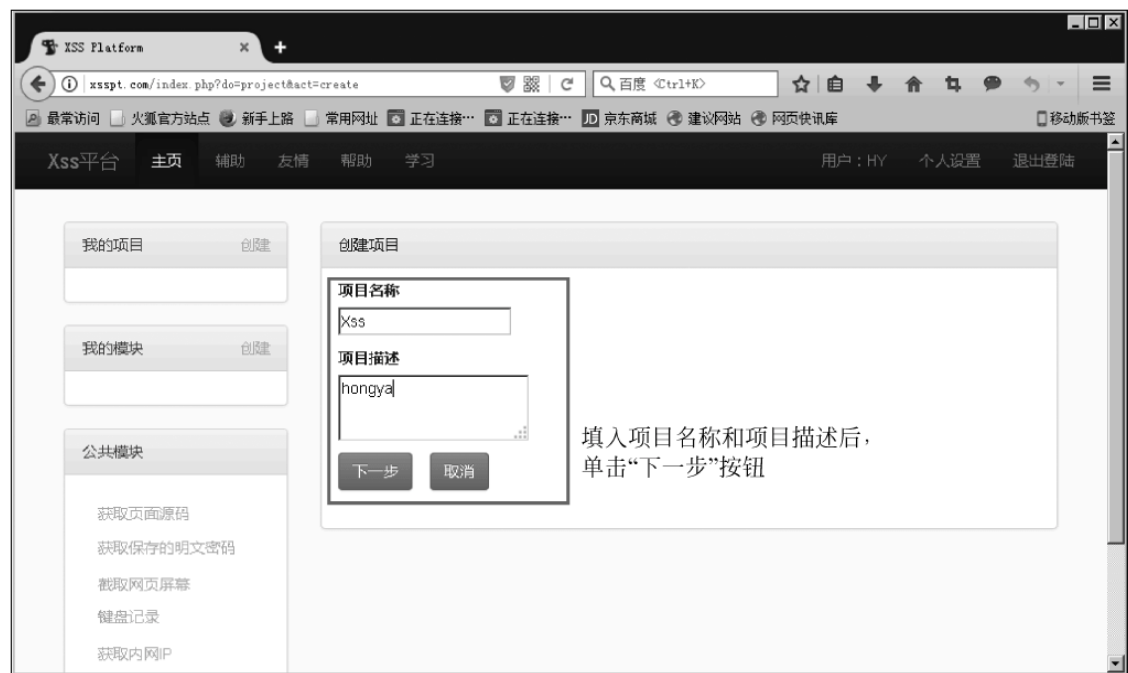 XSS Platform
xsspt.com/index.php?do=project&act=create
百度 <Ctrl+K>
最常访问 火狐官方站点 新手上路 常用网址 正在连接… 正在连接… JD 京东商城 建议网站 网页快讯库 移动版书签
Xss平台 主页 辅助 友情 帮助 学习 用户：HY 个人设置 退出登陆
我的项目 创建
创建项目
项目名称
Xss
我的模块 创建
项目描述
hongya
填入项目名称和项目描述后，
单击“下一步”按钮
公共模块
下一步 取消
获取页面源码
获取保存的明文密码
截取网页屏幕
键盘记录
获取内网IP